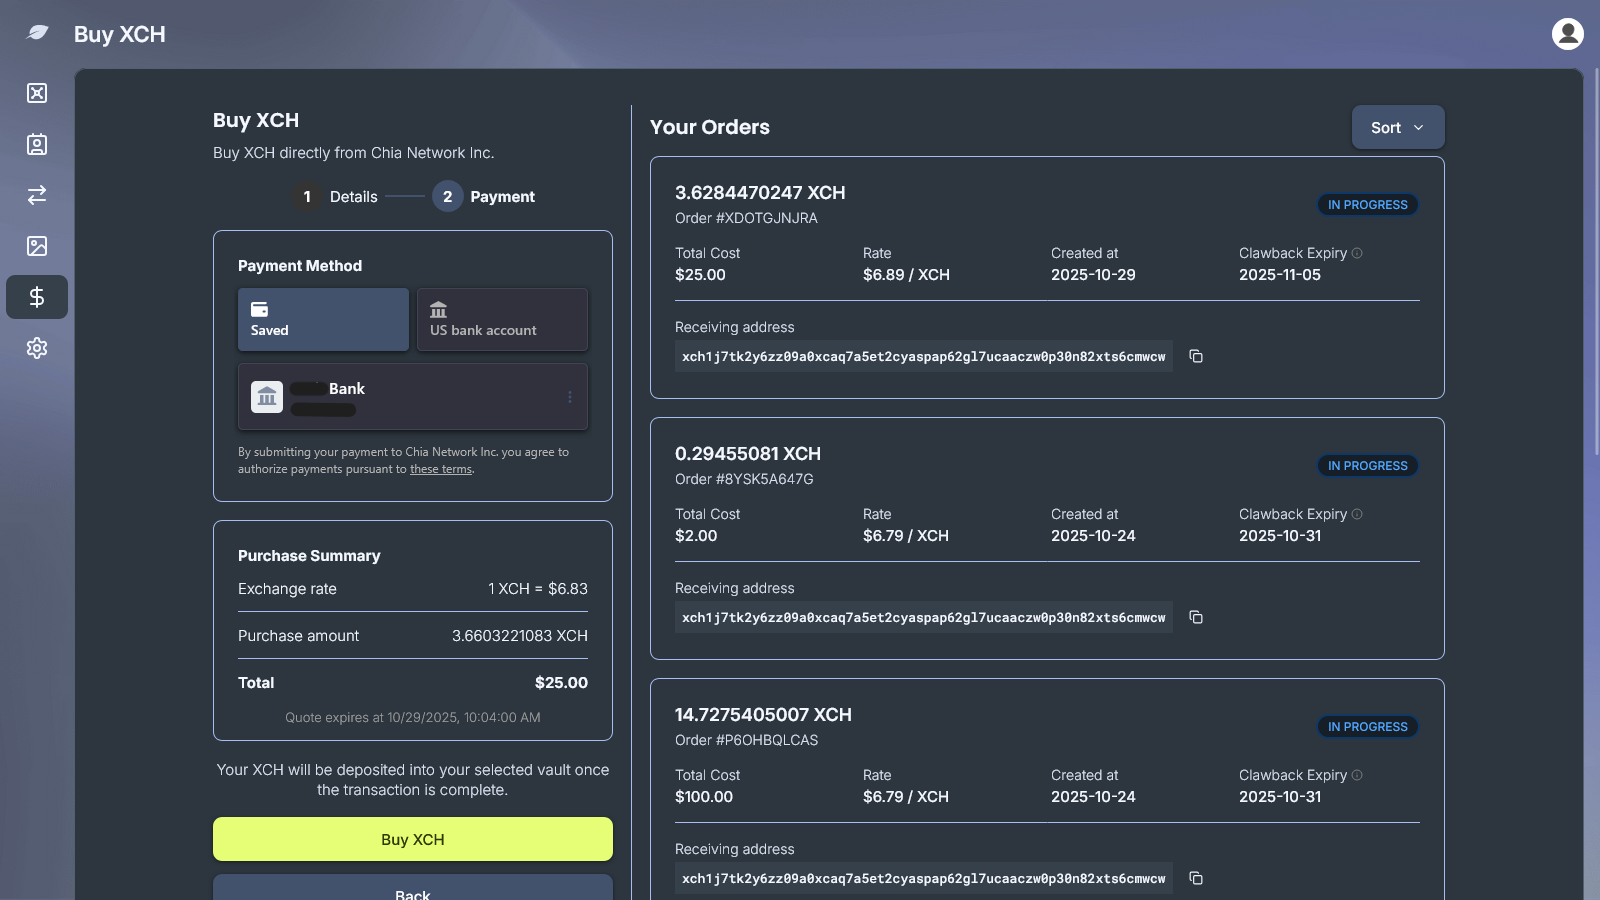 Buy XCH
Buy XCH
Buy XCH directly from Chia Network Inc.
1 Details 2 Payment
Payment Method
Saved
US bank account
Bank
By submitting your payment to Chia Network Inc. you agree to
authorize payments pursuant to these terms.
Purchase Summary
Exchange rate 1 XCH = $6.83
Purchase amount 3.6603221083 XCH
Total $25.00
Quote expires at 10/29/2025, 10:04:00 AM
Your XCH will be deposited into your selected vault once
the transaction is complete.
Buy XCH
Back
Your Orders
Sort
3.6284470247 XCH
Order #XDOTGJNJRA
IN PROGRESS
Total Cost Rate Created at Clawback Expiry
$25.00 $6.89 / XCH 2025-10-29 2025-11-05
Receiving address
xch1j7tk2y6zz09a0xcaq7a5et2cyaspap62gl7ucaaczw0p30n82xts6cmwcw
0.29455081 XCH
Order #8YSK5A647G
IN PROGRESS
Total Cost Rate Created at Clawback Expiry
$2.00 $6.79 / XCH 2025-10-24 2025-10-31
Receiving address
xch1j7tk2y6zz09a0xcaq7a5et2cyaspap62gl7ucaaczw0p30n82xts6cmwcw
14.7275405007 XCH
Order #P6OHBQLCAS
IN PROGRESS
Total Cost Rate Created at Clawback Expiry
$100.00 $6.79 / XCH 2025-10-24 2025-10-31
Receiving address
xch1j7tk2y6zz09a0xcaq7a5et2cyaspap62gl7ucaaczw0p30n82xts6cmwcw